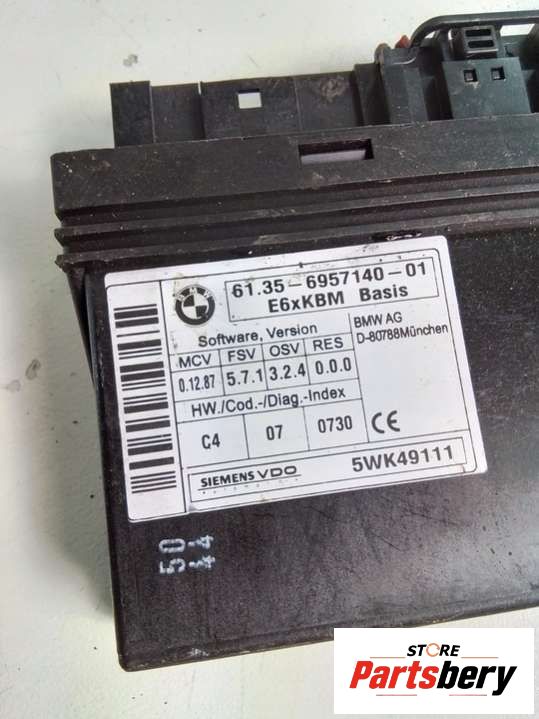 BMW
61.35 - 6957140 - 01
E6xKBM Basis
Software, Version
MCV FSV OSV RES
0.12.87 5.7.1 3.2.4 0.0.0
BMW AG
D-80788München
HW./Cod.-/Diag.-Index
C4 07 0730
CE
SIEMENS VDO
Automotive
5WK49111
50
44
STORE
Partsbery